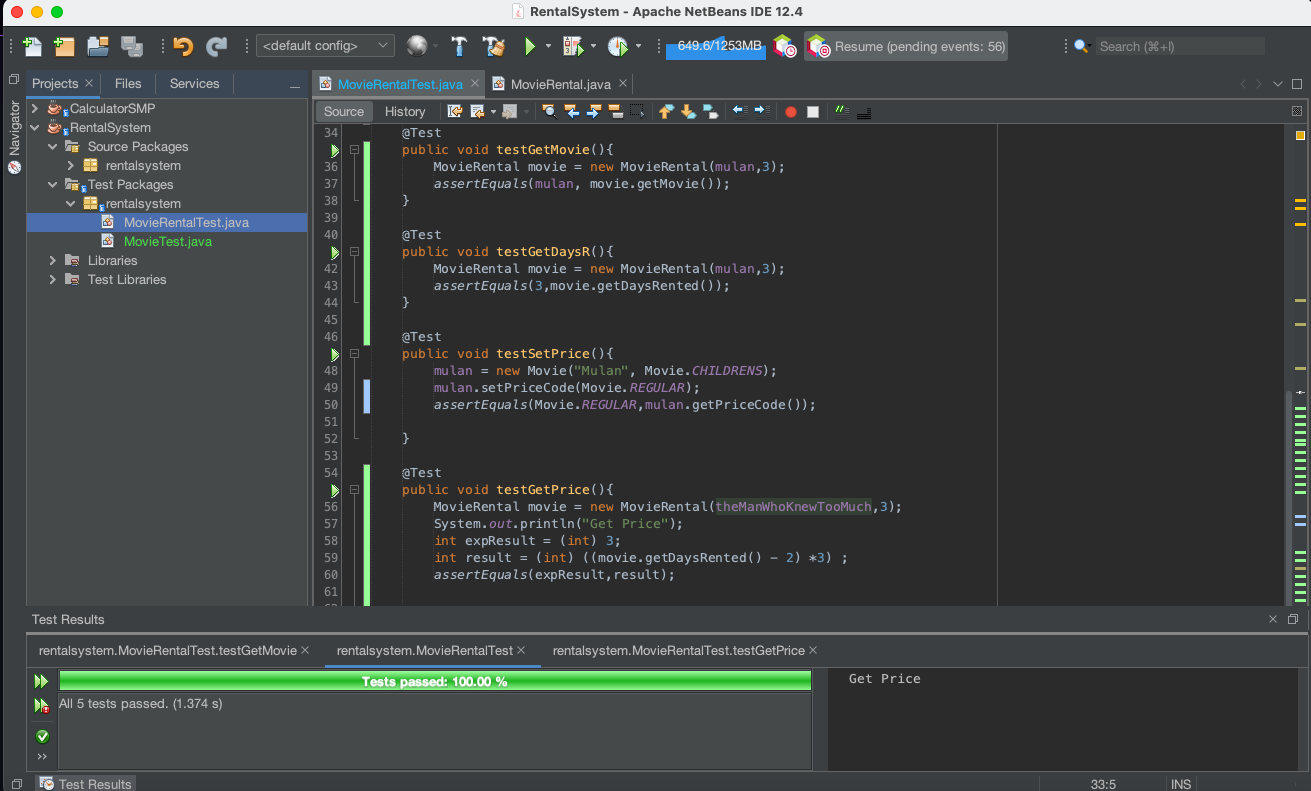 RentalSystem - Apache NetBeans IDE 12.4
<default config>
649.6/1253MB
Resume (pending events: 56)
Search (⌘+I)
Projects
Files
Services
MovieRentalTest.java
MovieRental.java
Navigator
CalculatorSMP
RentalSystem
Source Packages
rentalsystem
Test Packages
rentalsystem
MovieRentalTest.java
MovieTest.java
Libraries
Test Libraries
Source
History
34 @Test
public void testGetMovie(){
36 MovieRental movie = new MovieRental(mulan,3);
37 assertEquals(mulan, movie.getMovie());
38 }
39
40 @Test
public void testGetDaysR(){
42 MovieRental movie = new MovieRental(mulan,3);
43 assertEquals(3,movie.getDaysRented());
44 }
45
46 @Test
public void testSetPrice(){
48 mulan = new Movie("Mulan", Movie.CHILDRENS);
49 mulan.setPriceCode(Movie.REGULAR);
50 assertEquals(Movie.REGULAR,mulan.getPriceCode());
51
52 }
53
54 @Test
public void testGetPrice(){
56 MovieRental movie = new MovieRental(theManWhoKnewTooMuch,3);
57 System.out.println("Get Price");
58 int expResult = (int) 3;
59 int result = (int) ((movie.getDaysRented() - 2) *3) ;
60 assertEquals(expResult,result);
61
Test Results
rentalsystem.MovieRentalTest.testGetMovie
rentalsystem.MovieRentalTest
rentalsystem.MovieRentalTest.testGetPrice
Tests passed: 100.00 %
All 5 tests passed. (1.374 s)
Get Price
Test Results
33:5
INS